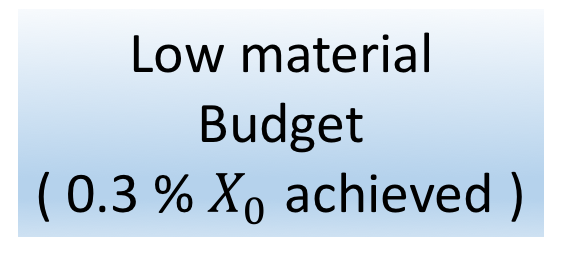 Low material
Budget
( 0.3 % X₀ achieved )